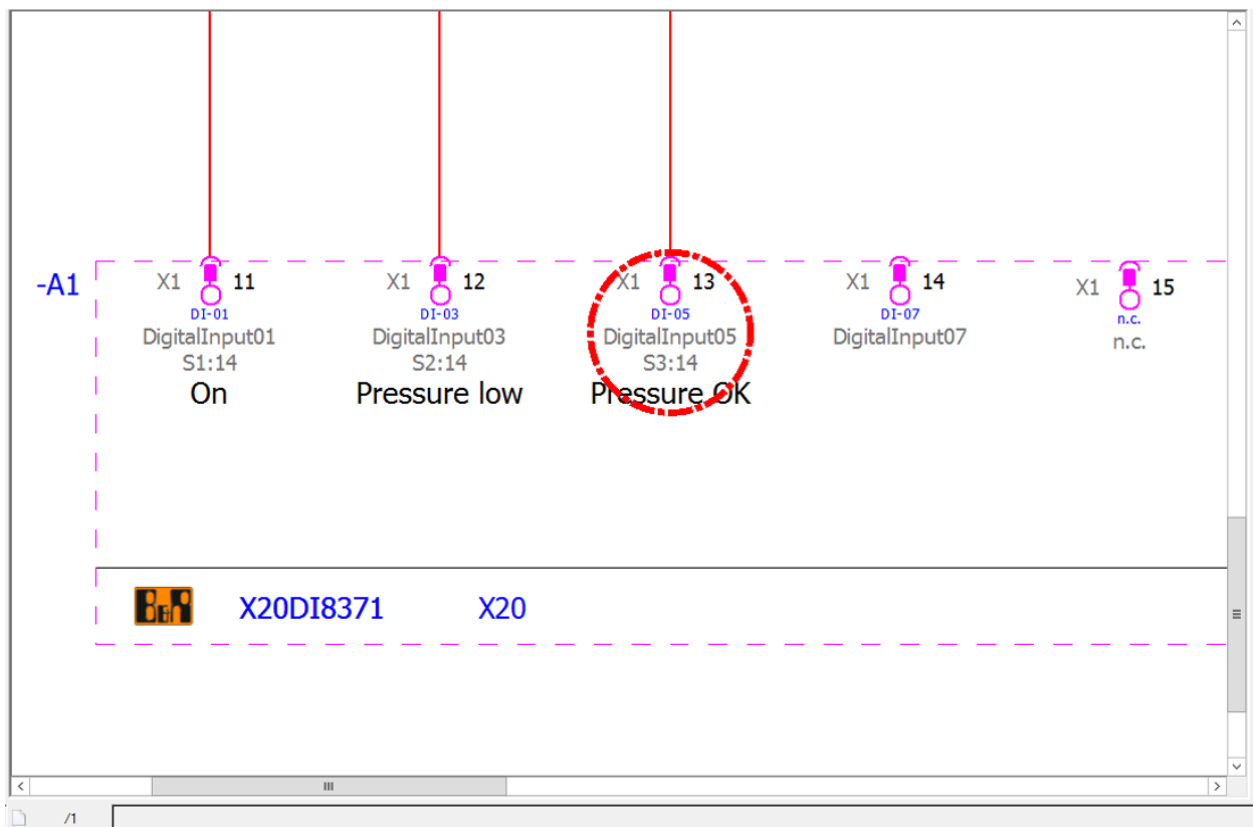 -A1
X1 11
DI-01
DigitalInput01
S1:14
On
X1 12
DI-03
DigitalInput03
S2:14
Pressure low
X1 13
DI-05
DigitalInput05
S3:14
Pressure OK
X1 14
DI-07
DigitalInput07
X1 15
n.c.
n.c.
B&R X20DI8371 X20
/1